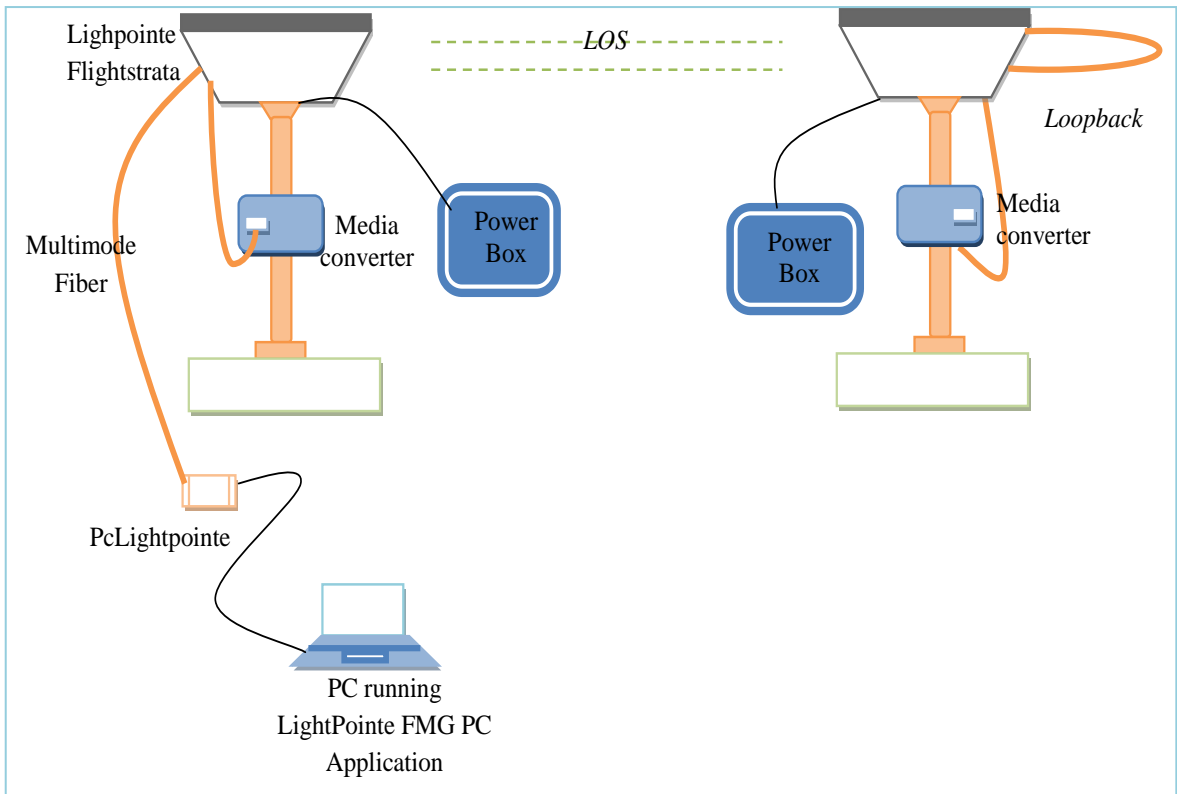 Lighpointe
Flightstrata
LOS
Loopback
Multimode
Fiber
Media
converter
Power
Box
Power
Box
Media
converter
PcLightpointe
PC running
LightPointe FMG PC
Application